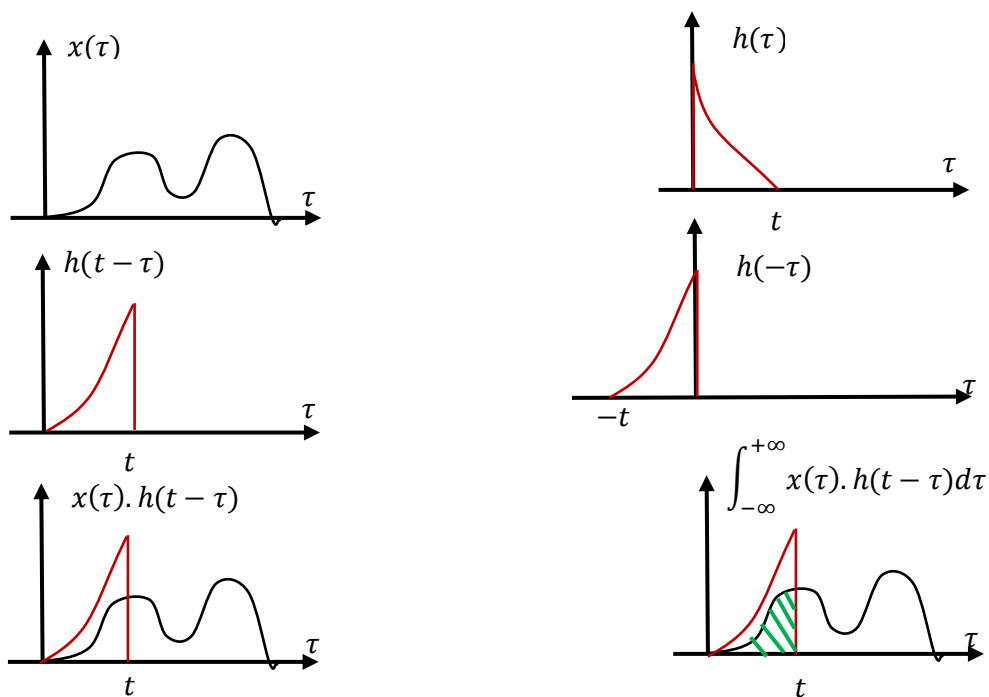 x(τ)
τ
h(τ)
τ
t
h(t − τ)
τ
t
h(−τ)
τ
−t
x(τ). h(t − τ)
t
∫_{−∞}^{+∞} x(τ). h(t − τ)dτ
τ
t